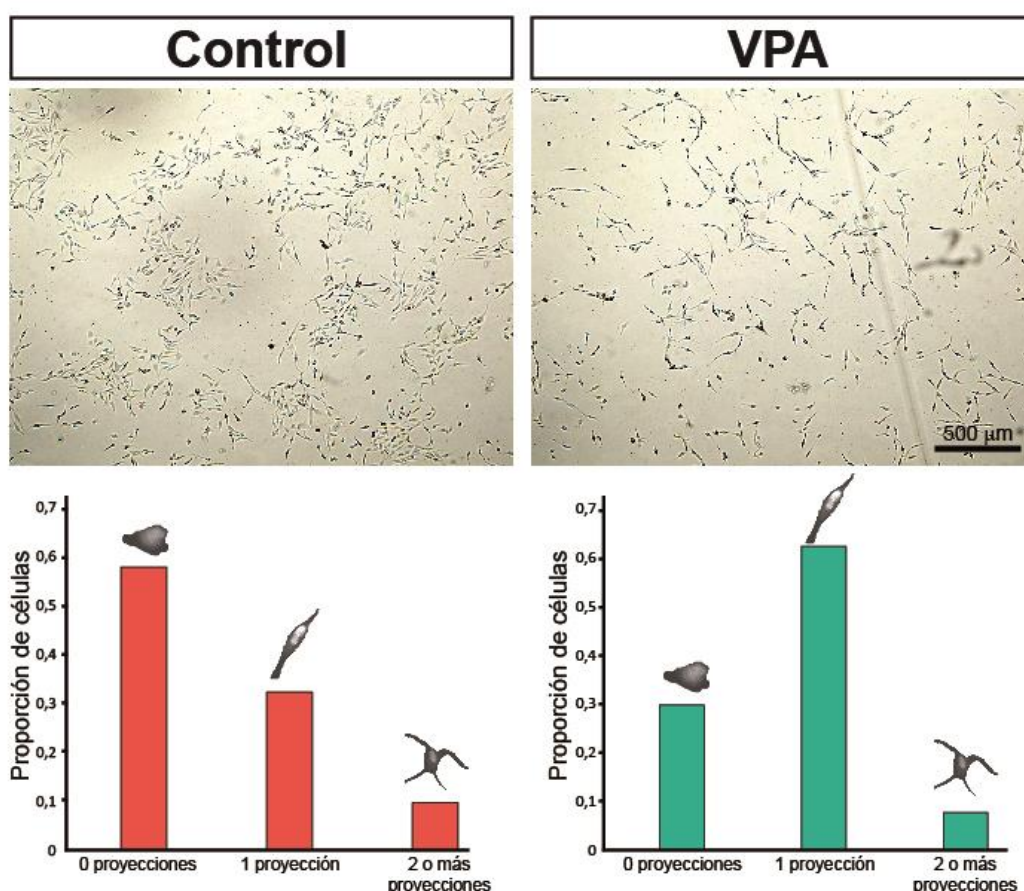 Control
VPA
2
500 µm
Proporción de células
0,7
0,6
0,5
0,4
0,3
0,2
0,1
0
0 proyecciones
1 proyección
2 o más
proyecciones
Proporción de células
0,7
0,6
0,5
0,4
0,3
0,2
0,1
0
0 proyecciones
1 proyección
2 o más
proyecciones